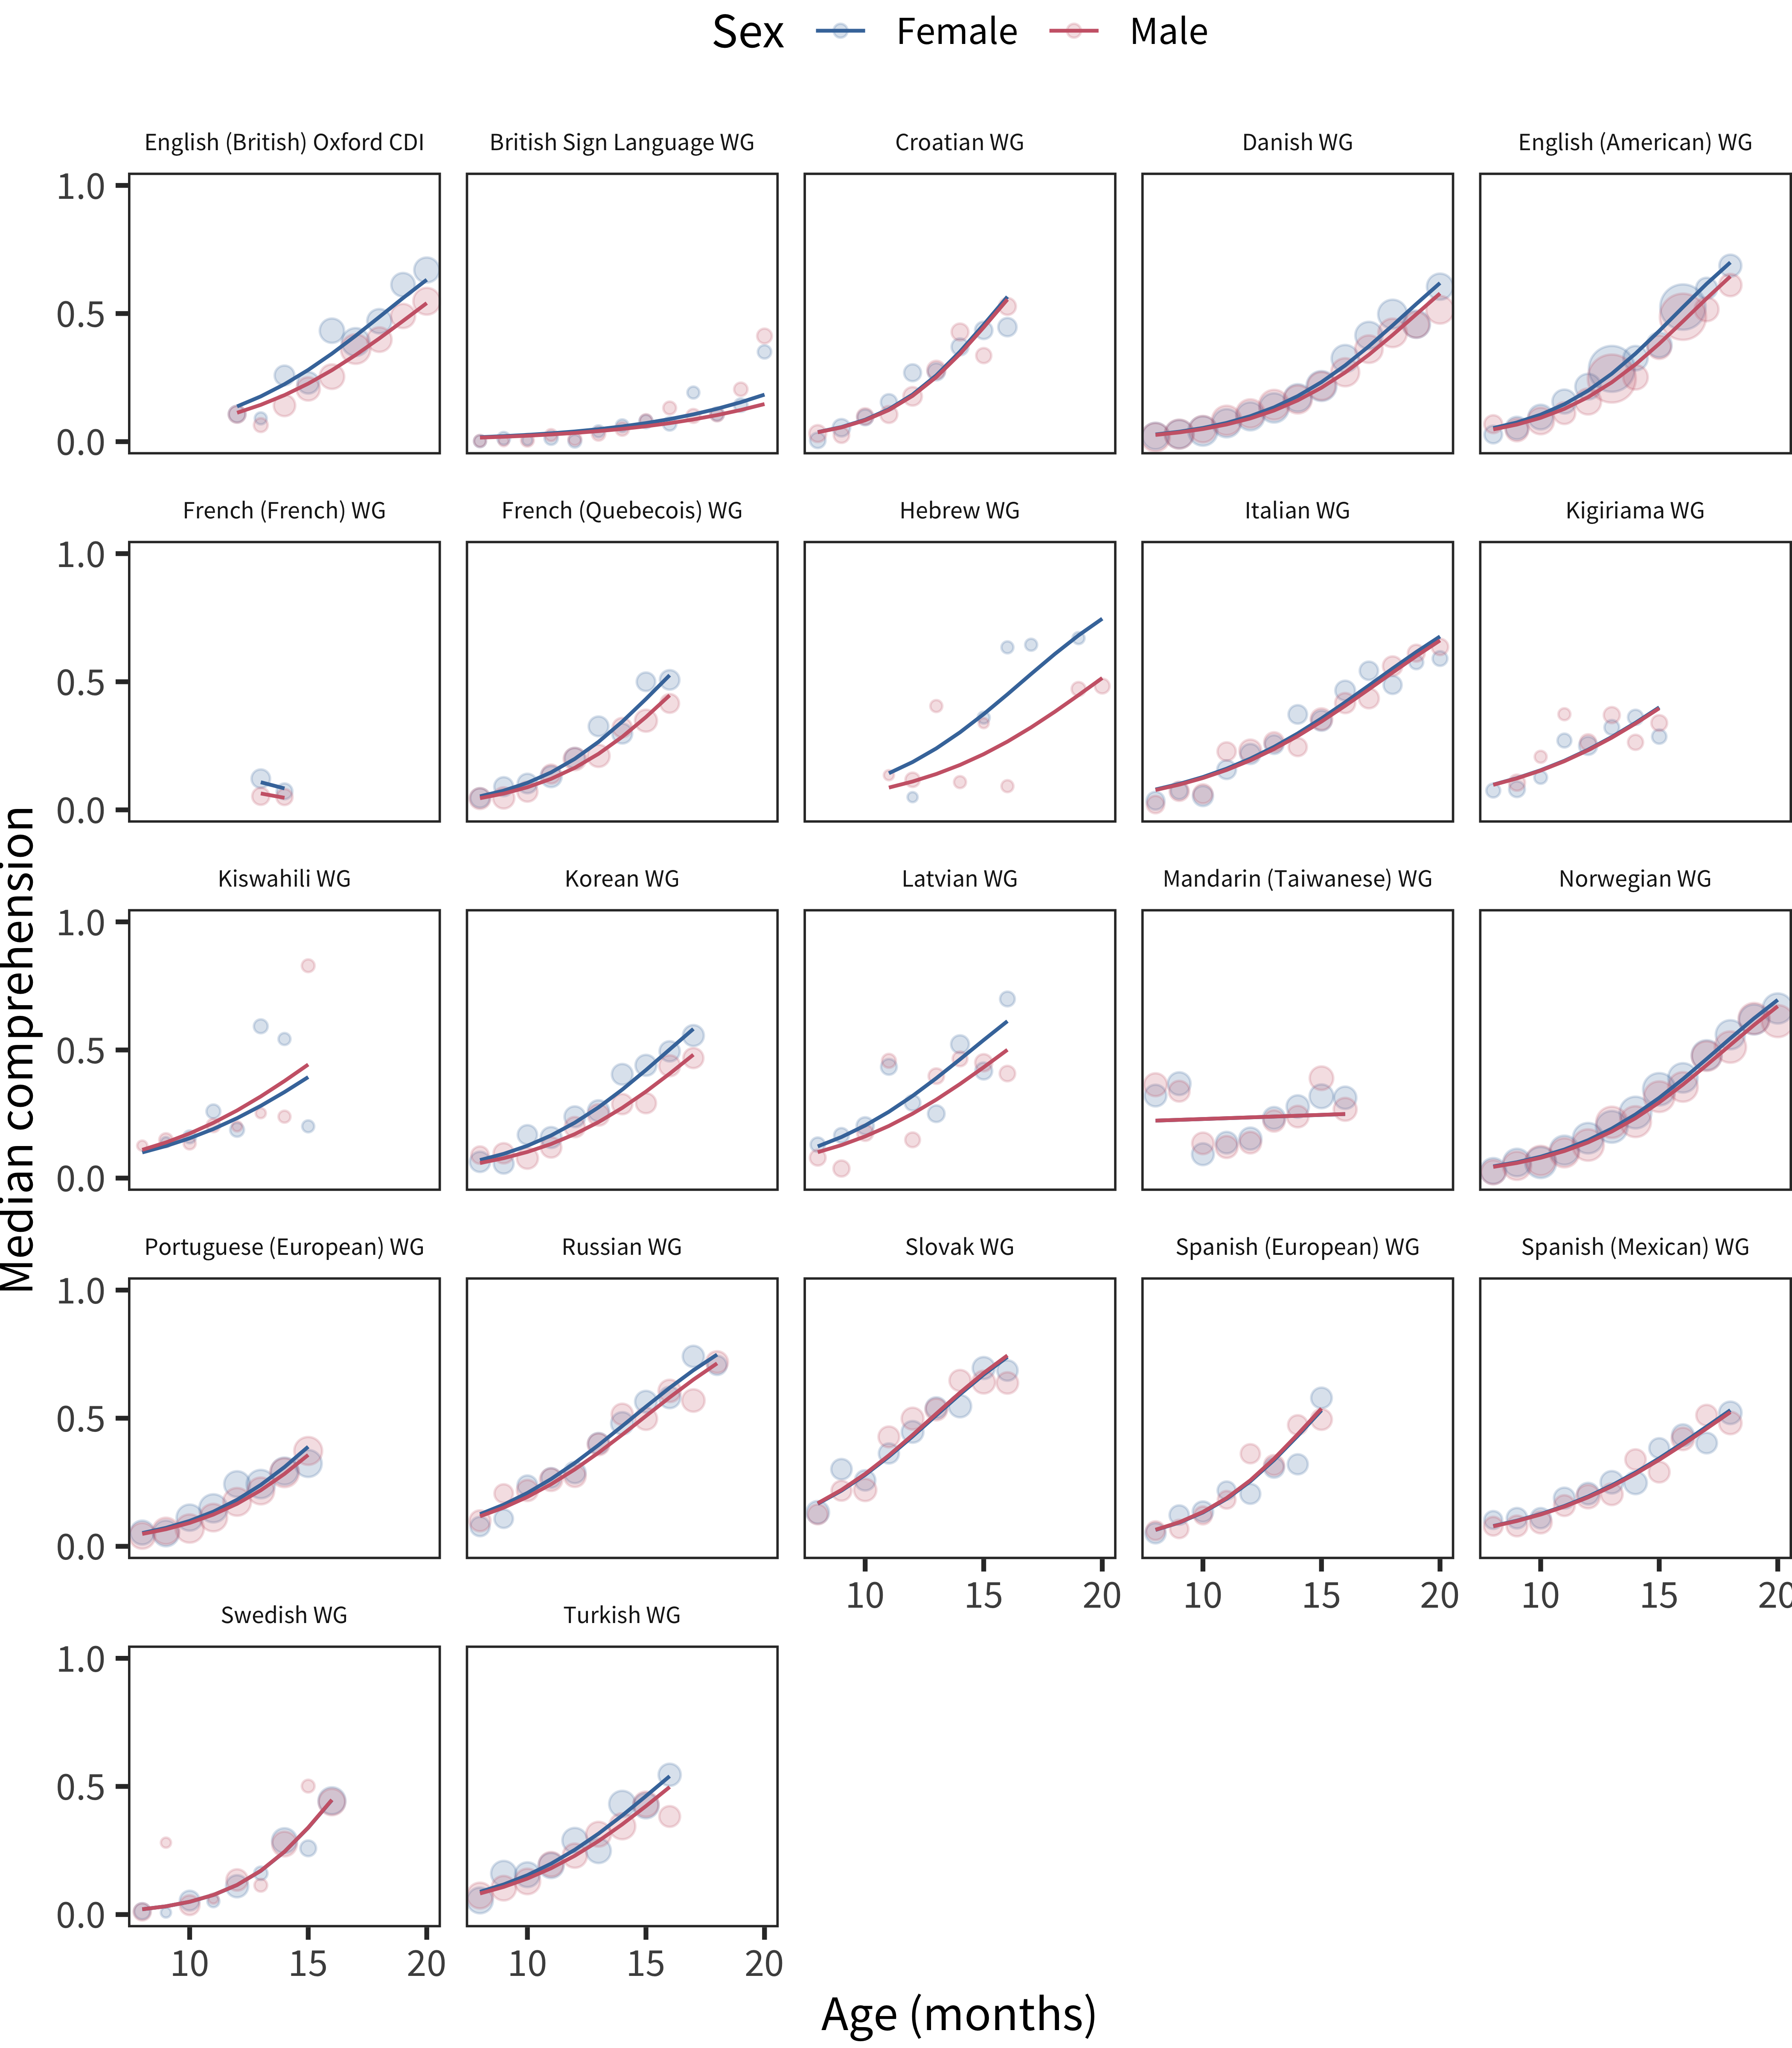 Sex Female Male
English (British) Oxford CDI British Sign Language WG Croatian WG Danish WG English (American) WG
1.0
0.5
0.0
French (French) WG French (Quebecois) WG Hebrew WG Italian WG Kigiriama WG
1.0
0.5
0.0
Kiswahili WG Korean WG Latvian WG Mandarin (Taiwanese) WG Norwegian WG
1.0
0.5
0.0
Median comprehension
Portuguese (European) WG Russian WG Slovak WG Spanish (European) WG Spanish (Mexican) WG
1.0
0.5
0.0
10 15 20 10 15 20 10 15 20
Swedish WG Turkish WG
1.0
0.5
0.0
10 15 20 10 15 20
Age (months)